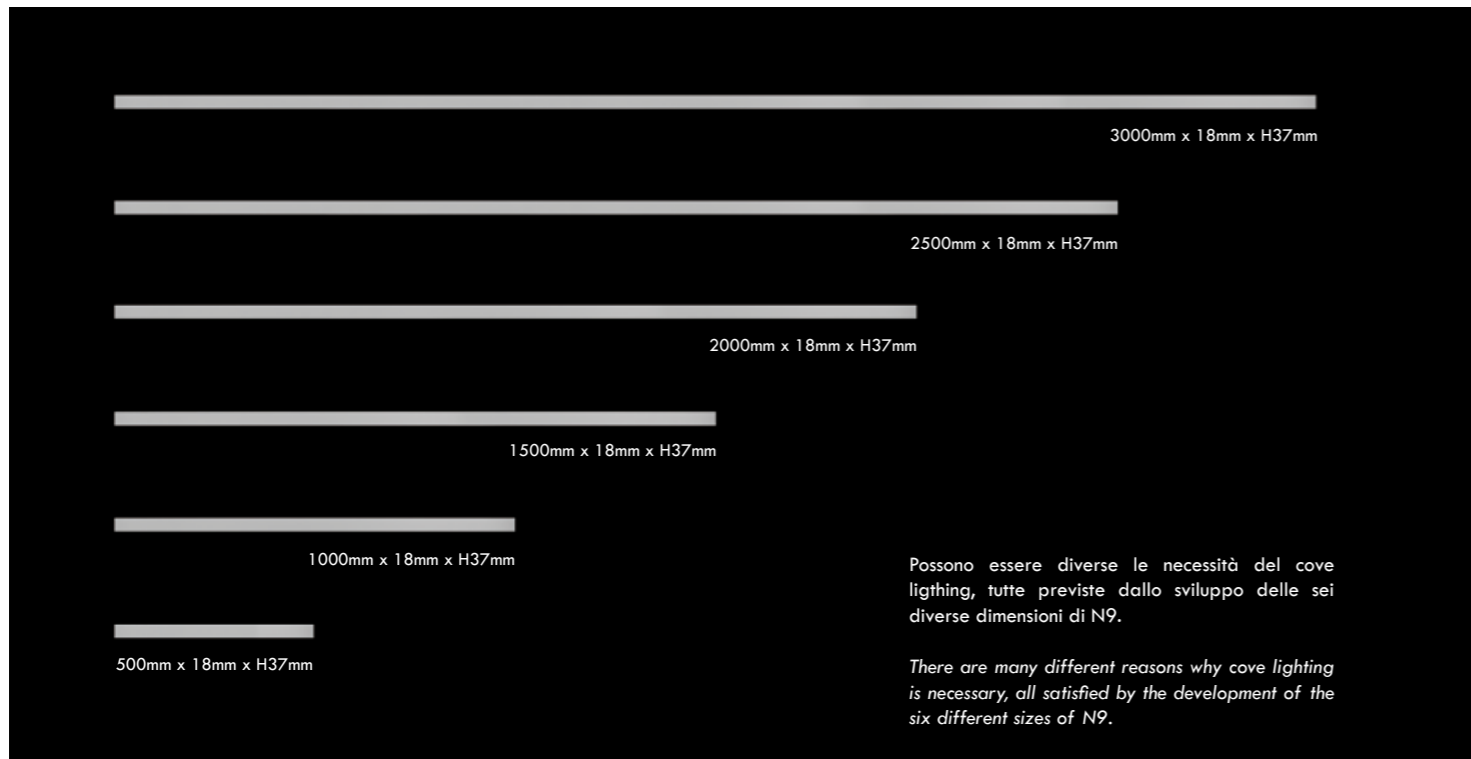 3000mm x 18mm x H37mm
2500mm x 18mm x H37mm
2000mm x 18mm x H37mm
1500mm x 18mm x H37mm
1000mm x 18mm x H37mm
500mm x 18mm x H37mm
Possono essere diverse le necessità del cove
ligthing, tutte previste dallo sviluppo delle sei
diverse dimensioni di N9.
There are many different reasons why cove lighting
is necessary, all satisfied by the development of the
six different sizes of N9.